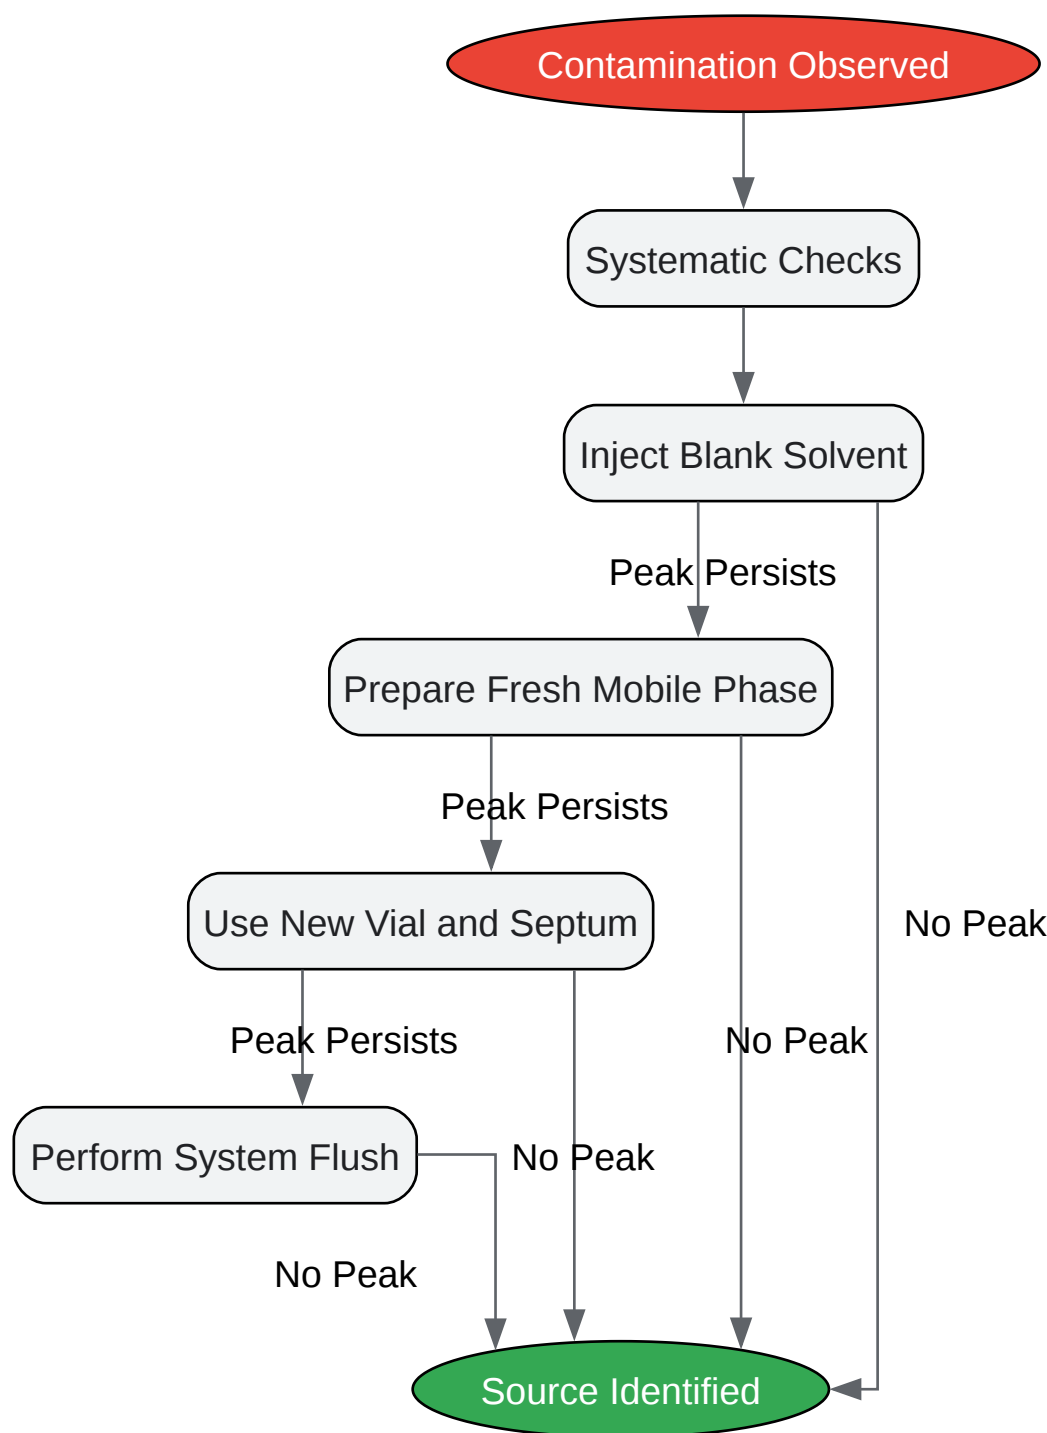 Contamination Observed
Systematic Checks
Inject Blank Solvent
Peak Persists
Prepare Fresh Mobile Phase
Peak Persists
Use New Vial and Septum
No Peak
Peak Persists
No Peak
Perform System Flush
No Peak
No Peak
Source Identified